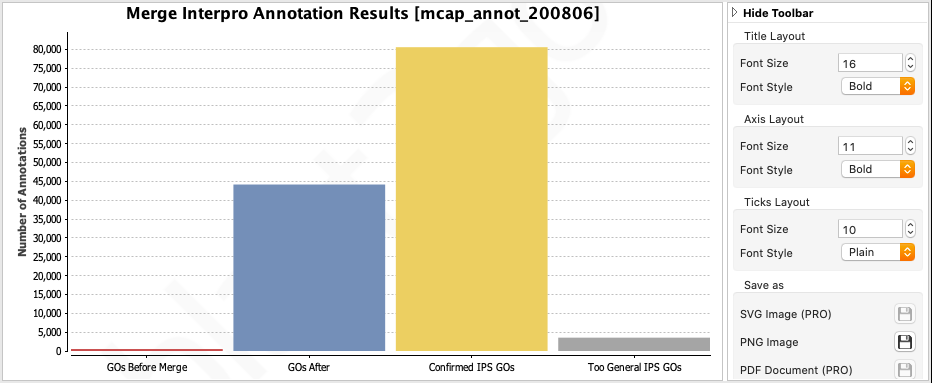 Merge Interpro Annotation Results [mcap_annot_200806]
Number of Annotations
80,000
75,000
70,000
65,000
60,000
55,000
50,000
45,000
40,000
35,000
30,000
25,000
20,000
15,000
10,000
5,000
0
GOs Before Merge
GOs After
Confirmed IPS GOs
Too General IPS GOs
Hide Toolbar
Title Layout
Font Size 16
Font Style Bold
Axis Layout
Font Size 11
Font Style Bold
Ticks Layout
Font Size 10
Font Style Plain
Save as
SVG Image (PRO)
PNG Image
PDF Document (PRO)